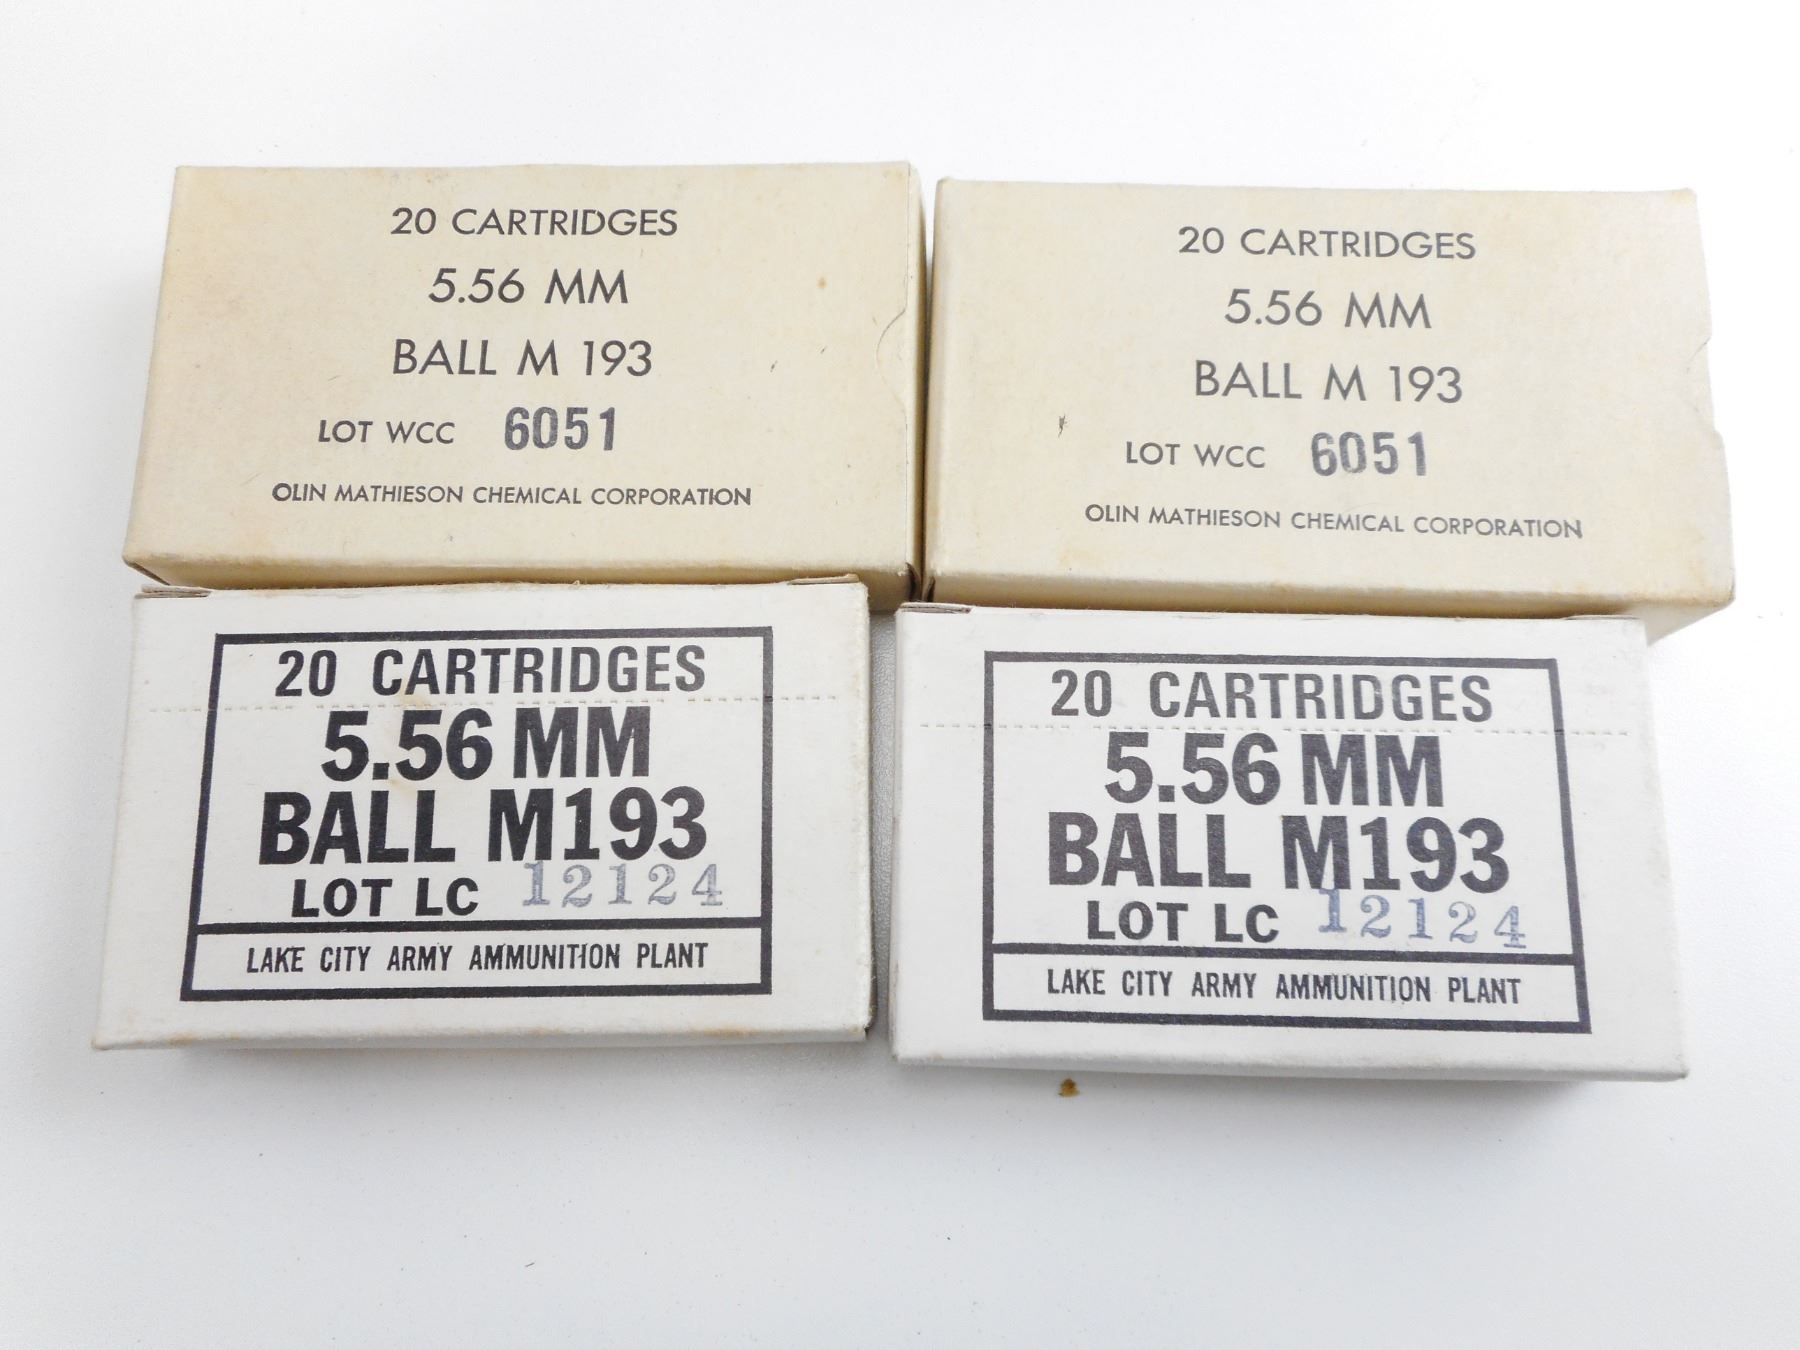 20 CARTRIDGES
5.56 MM
BALL M 193
LOT WCC 6051
OLIN MATHIESON CHEMICAL CORPORATION
20 CARTRIDGES
5.56 MM
BALL M 193
LOT WCC 6051
OLIN MATHIESON CHEMICAL CORPORATION
20 CARTRIDGES
5.56 MM
BALL M193
LOT LC 12124
LAKE CITY ARMY AMMUNITION PLANT
20 CARTRIDGES
5.56 MM
BALL M193
LOT LC 12124
LAKE CITY ARMY AMMUNITION PLANT